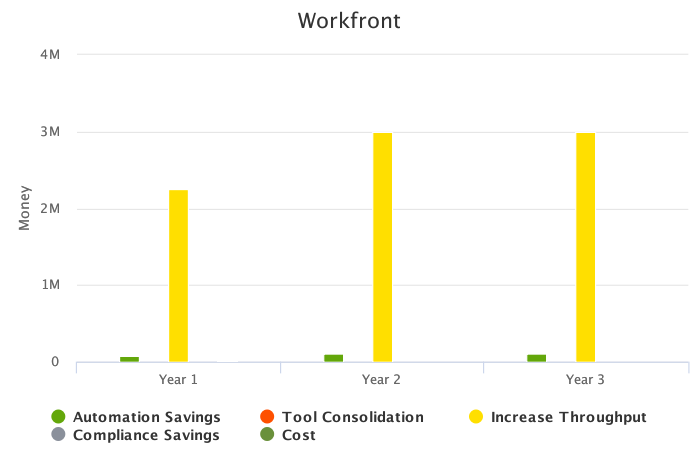 Workfront
4M
3M
2M
1M
0
Money
Year 1 Year 2 Year 3
Automation Savings Tool Consolidation Increase Throughput
Compliance Savings Cost